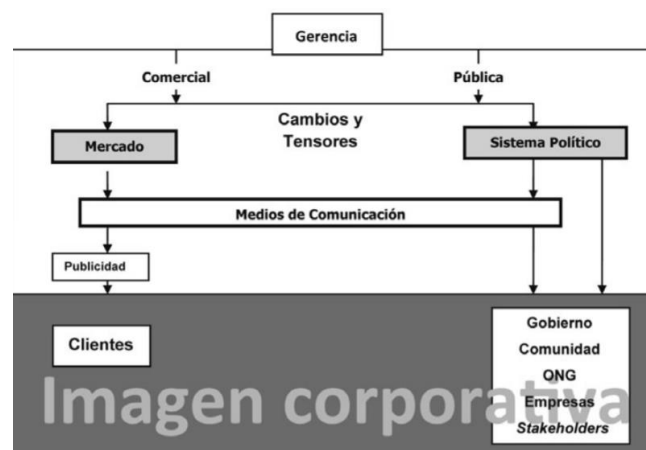 Gerencia
Comercial
Pública
Cambios y
Tensores
Mercado
Sistema Político
Medios de Comunicación
Publicidad
Clientes
Gobierno
Comunidad
ONG
Empresas
Stakeholders
Imagen corporativa